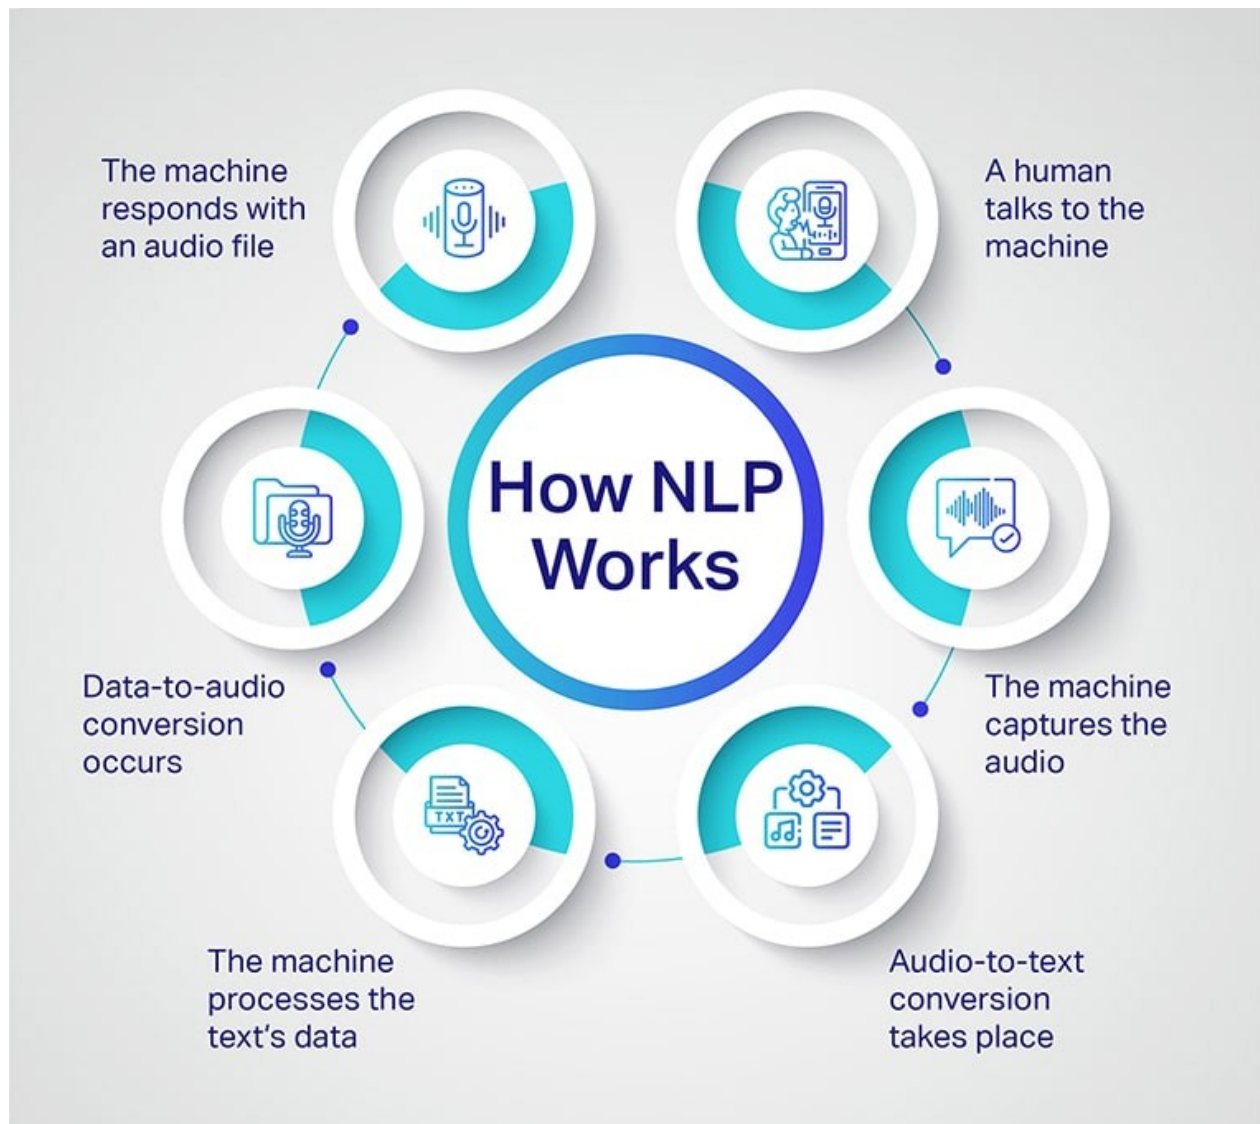 How NLP
Works
A human
talks to the
machine
The machine
captures the
audio
Audio-to-text
conversion
takes place
The machine
processes the
text's data
TXT
Data-to-audio
conversion
occurs
The machine
responds with
an audio file